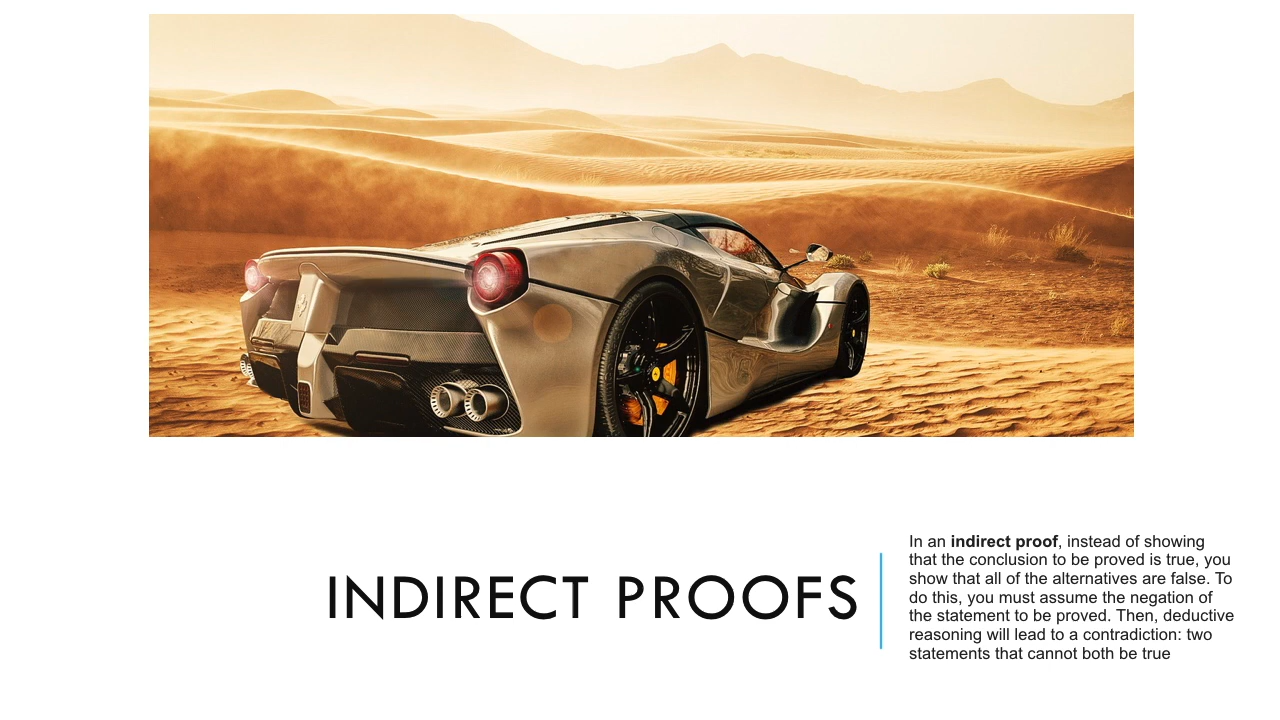 INDIRECT PROOFS
In an indirect proof, instead of showing
that the conclusion to be proved is true, you
show that all of the alternatives are false. To
do this, you must assume the negation of
the statement to be proved. Then, deductive
reasoning will lead to a contradiction: two
statements that cannot both be true